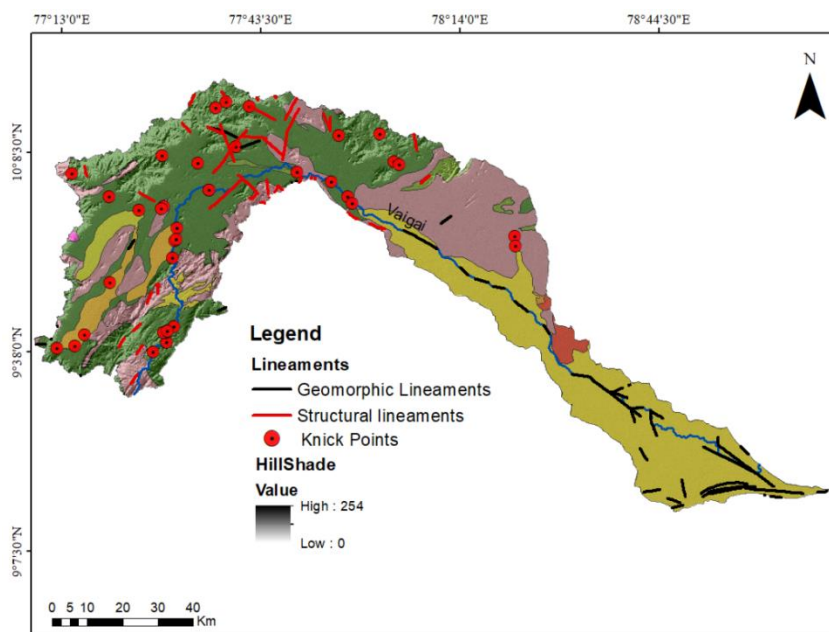 77°13'0"E 77°43'30"E 78°14'0"E 78°44'30"E
N
10°8'30"N
Vaigai
9°38'0"N
Legend
Lineaments
Geomorphic Lineaments
Structural lineaments
Knick Points
HillShade
Value
High : 254
Low : 0
9°7'30"N
0 5 10 20 30 40
Km